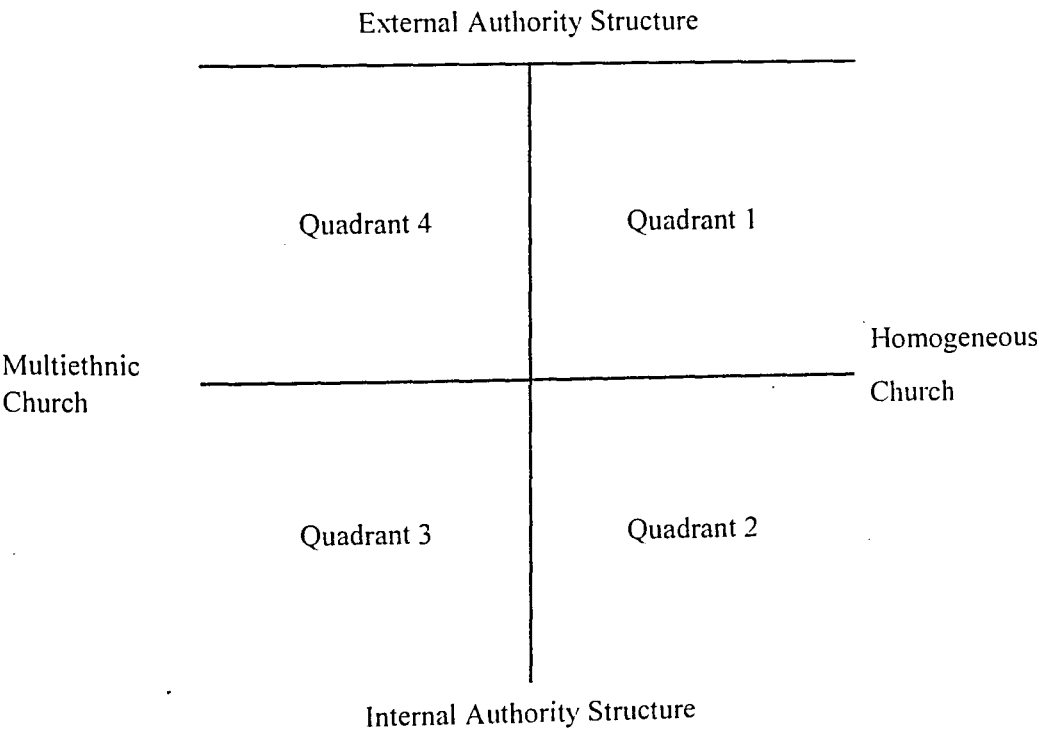 External Authority Structure
Quadrant 4
Quadrant 1
Multiethnic
Church
Homogeneous
Church
Quadrant 3
Quadrant 2
Internal Authority Structure